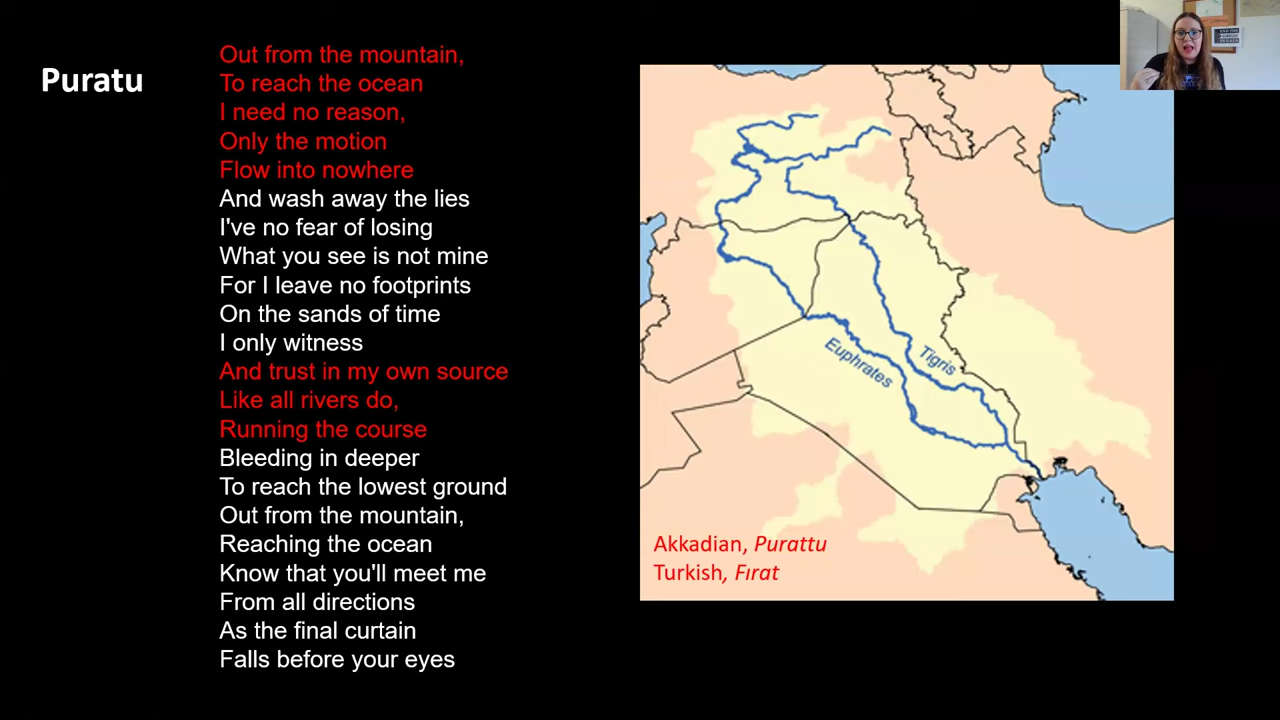 Puratu
Out from the mountain,
To reach the ocean
I need no reason,
Only the motion
Flow into nowhere
And wash away the lies
I've no fear of losing
What you see is not mine
For I leave no footprints
On the sands of time
I only witness
And trust in my own source
Like all rivers do,
Running the course
Bleeding in deeper
To reach the lowest ground
Out from the mountain,
Reaching the ocean
Know that you'll meet me
From all directions
As the final curtain
Falls before your eyes
Euphrates
Tigris
Akkadian, Purattu
Turkish, Fırat